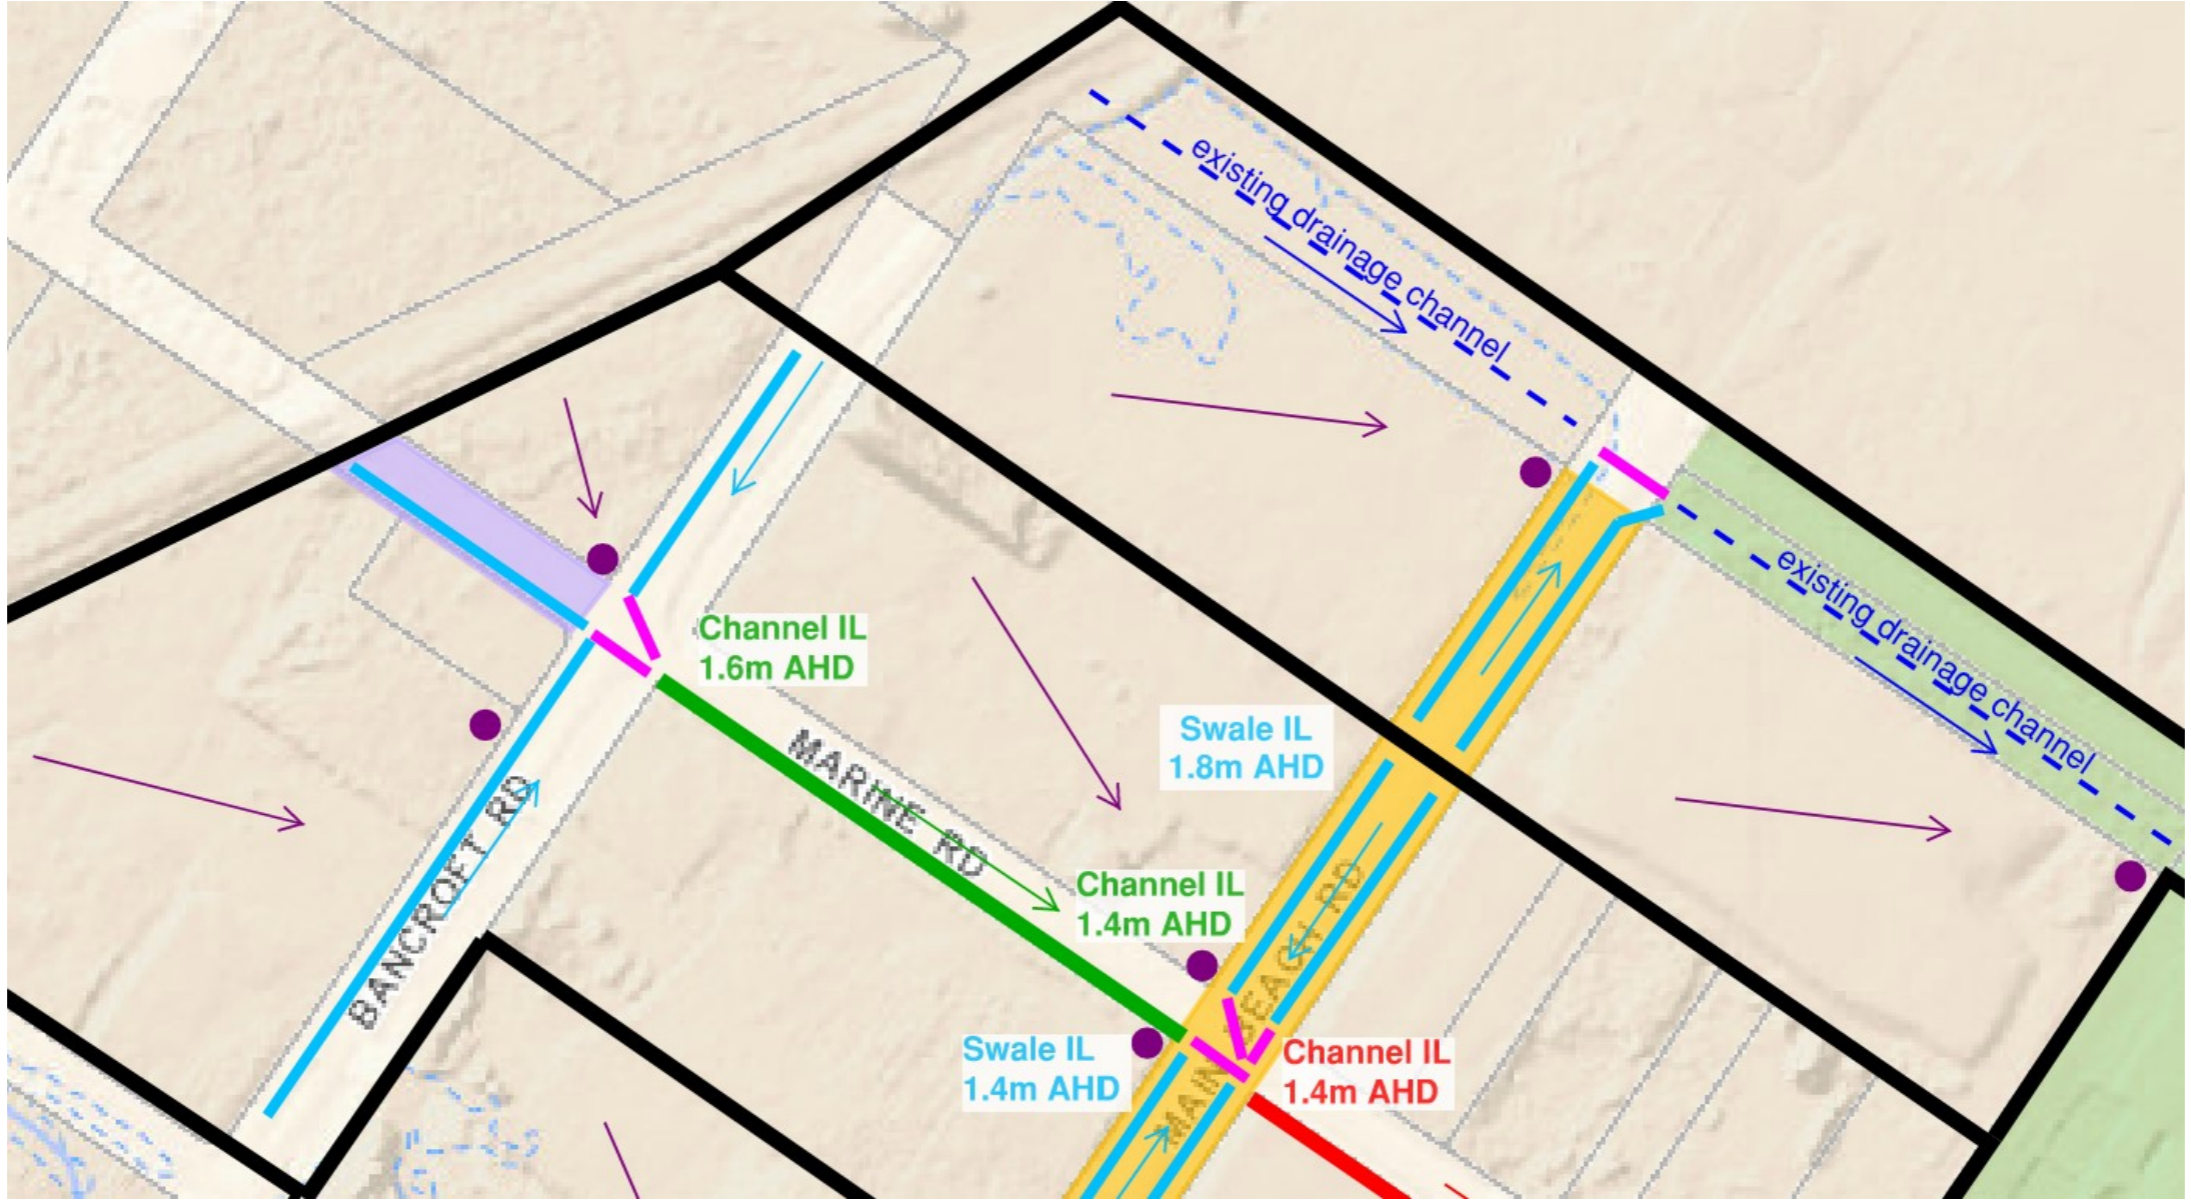 existing drainage channel
existing drainage channel
Channel IL
1.6m AHD
MARINE RD
Swale IL
1.8m AHD
BANCROFT RD
Channel IL
1.4m AHD
MAIN BEACH RD
Swale IL
1.4m AHD
Channel IL
1.4m AHD